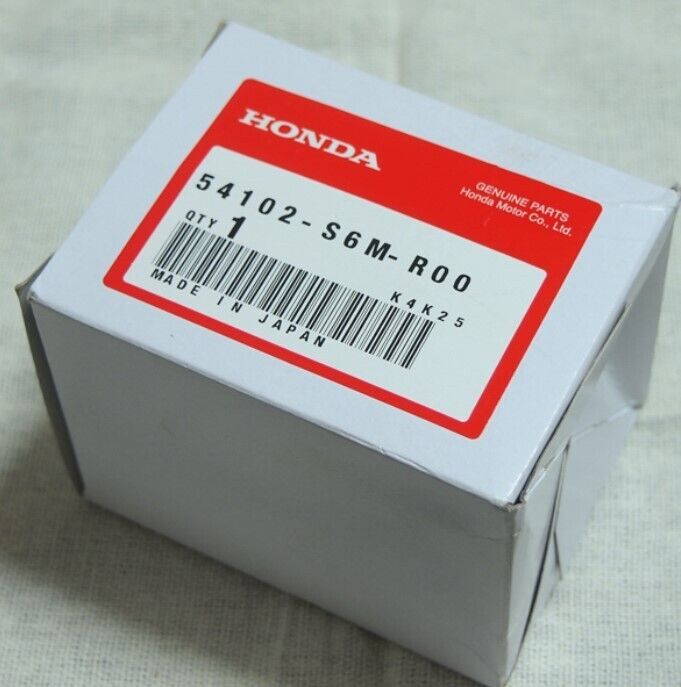 HONDA
GENUINE PARTS
Honda Motor Co., Ltd.
54102-S6M-R00
QTY 1
K4K25
MADE IN JAPAN